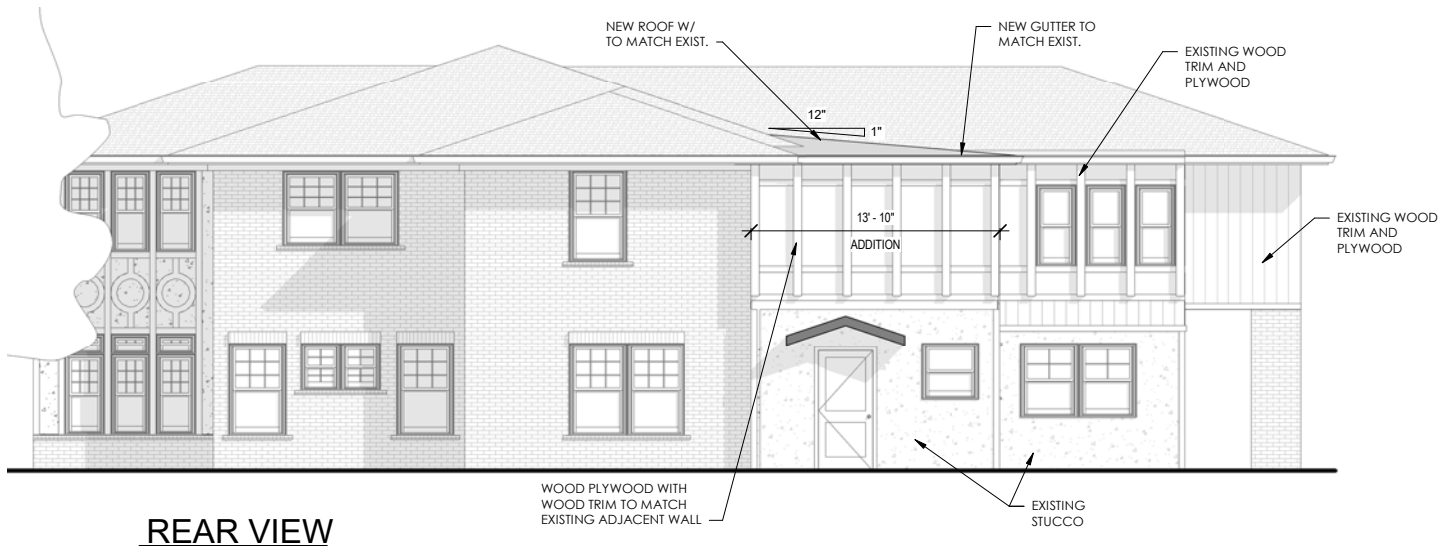 NEW ROOF W/
TO MATCH EXIST.
NEW GUTTER TO
MATCH EXIST.
EXISTING WOOD
TRIM AND
PLYWOOD
12"
1"
13' - 10"
ADDITION
EXISTING WOOD
TRIM AND
PLYWOOD
WOOD PLYWOOD WITH
WOOD TRIM TO MATCH
EXISTING ADJACENT WALL
EXISTING
STUCCO
REAR VIEW